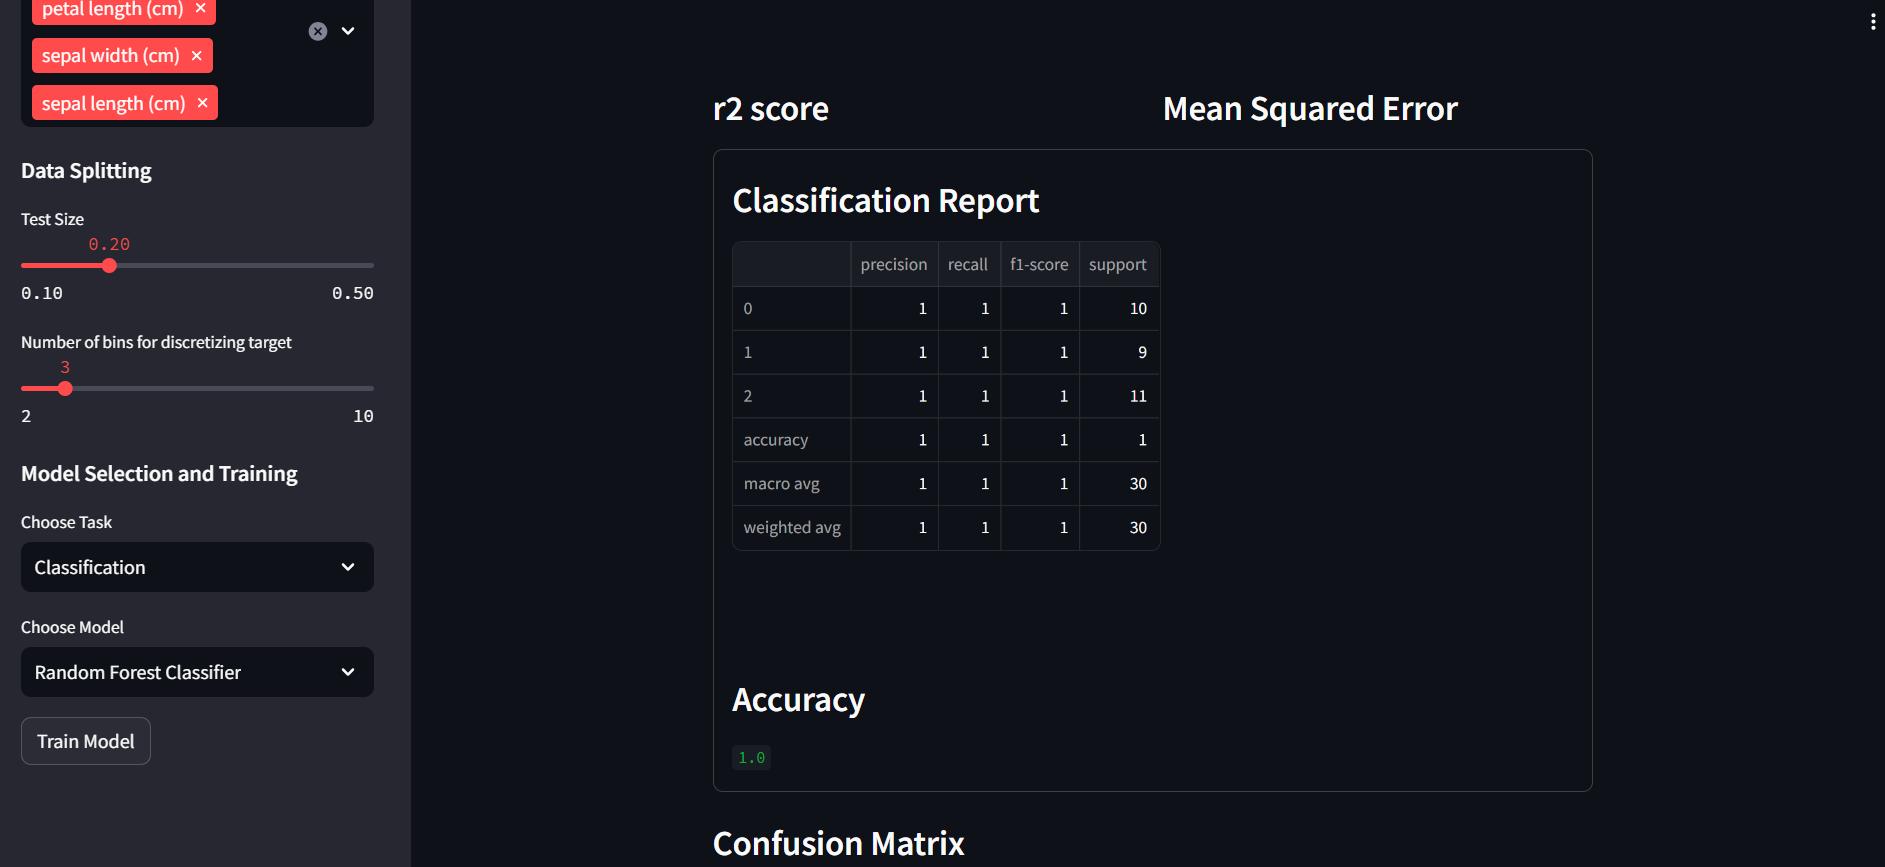 petal length (cm) ×
sepal width (cm) ×
sepal length (cm) ×
Data Splitting
Test Size
0.20
0.10 0.50
Number of bins for discretizing target
3
2 10
Model Selection and Training
Choose Task
Classification
Choose Model
Random Forest Classifier
Train Model
r2 score Mean Squared Error
Classification Report
precision recall f1-score support
0 1 1 1 10
1 1 1 1 9
2 1 1 1 11
accuracy 1 1 1 1
macro avg 1 1 1 30
weighted avg 1 1 1 30
Accuracy
1.0
Confusion Matrix